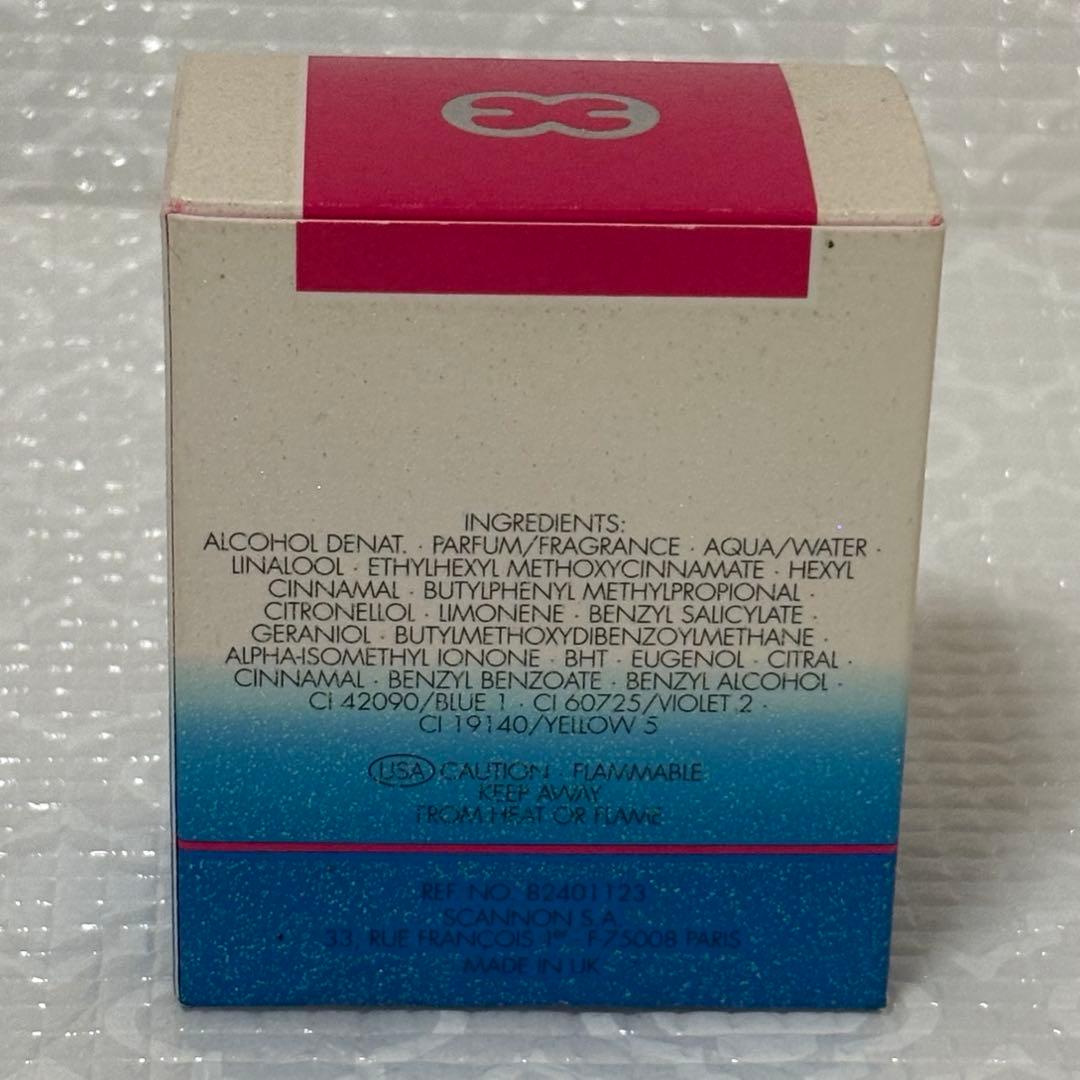 INGREDIENTS:
ALCOHOL DENAT. · PARFUM/FRAGRANCE · AQUA/WATER ·
LINALOOL · ETHYLHEXYL METHOXYCINNAMATE · HEXYL
CINNAMAL · BUTYLPHENYL METHYLPROPIONAL ·
CITRONELLOL · LIMONENE · BENZYL SALICYLATE ·
GERANIOL · BUTYLMETHOXYDIBENZOYLMETHANE ·
ALPHA-ISOMETHYL IONONE · BHT · EUGENOL · CITRAL ·
CINNAMAL · BENZYL BENZOATE · BENZYL ALCOHOL ·
CI 42090/BLUE 1 · CI 60725/VIOLET 2 ·
CI 19140/YELLOW 5
USA CAUTION · FLAMMABLE
KEEP AWAY
FROM HEAT OR FLAME
REF NO. 82401123
SCANNON S.A.
33, RUE FRANÇOIS 1er - F-75008 PARIS
MADE IN UK